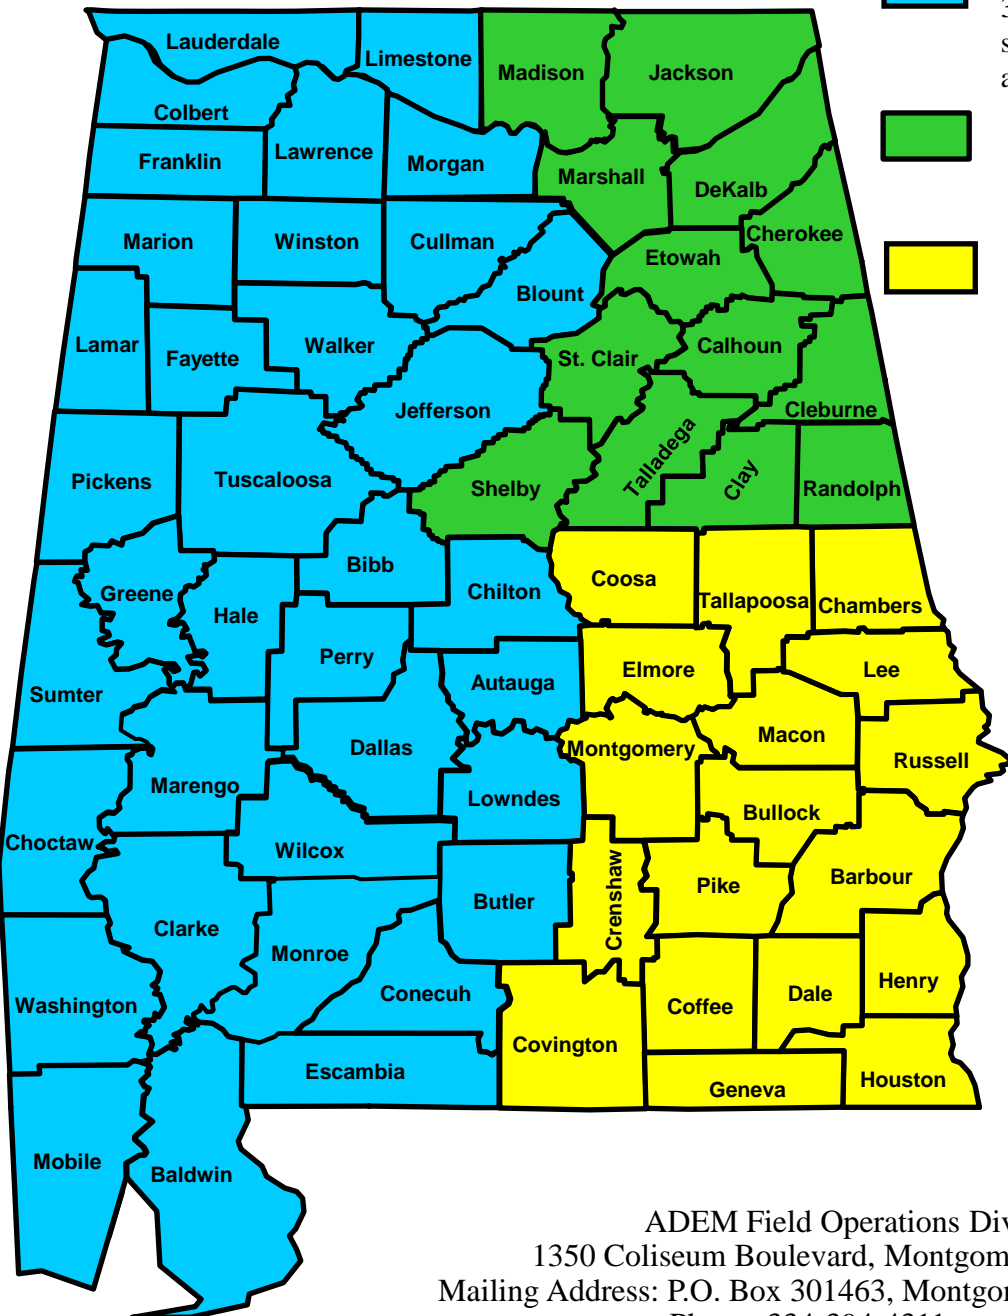 Lauderdale
Limestone
Madison
Jackson
Colbert
Franklin
Lawrence
Morgan
Marshall
DeKalb
Cherokee
Marion
Winston
Cullman
Etowah
Blount
Lamar
Fayette
Walker
St. Clair
Calhoun
Jefferson
Cleburne
Talladega
Pickens
Tuscaloosa
Shelby
Clay
Randolph
Bibb
Coosa
Greene
Chilton
Tallapoosa
Chambers
Hale
Perry
Elmore
Lee
Sumter
Autauga
Dallas
Montgomery
Macon
Russell
Marengo
Lowndes
Bullock
Choctaw
Wilcox
Crenshaw
Pike
Barbour
Butler
Clarke
Monroe
Conecuh
Washington
Coffee
Dale
Henry
Covington
Escambia
Geneva
Houston
Mobile
Baldwin
ADEM Field Operations Div
1350 Coliseum Boulevard, Montgom
Mailing Address: P.O. Box 301463, Montgo